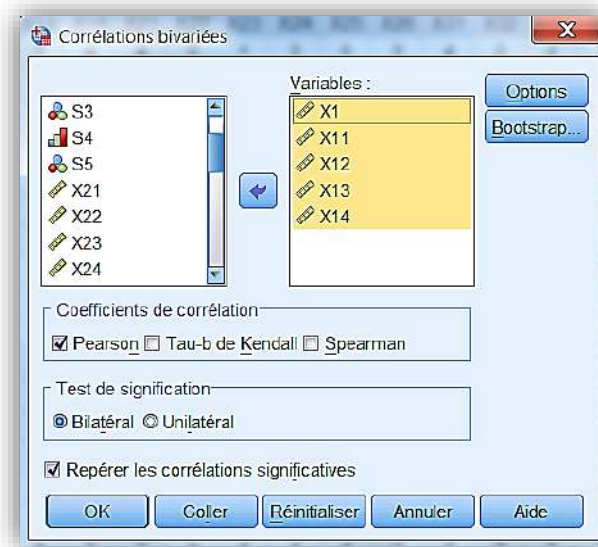 Corrélations bivariées
Variables :
S3
S4
S5
X21
X22
X23
X24
X1
X11
X12
X13
X14
Options
Bootstrap...
Coefficients de corrélation
Pearson Tau-b de Kendall Spearman
Test de signification
Bilatéral Unilatéral
Repérer les corrélations significatives
OK Coller Réinitialiser Annuler Aide